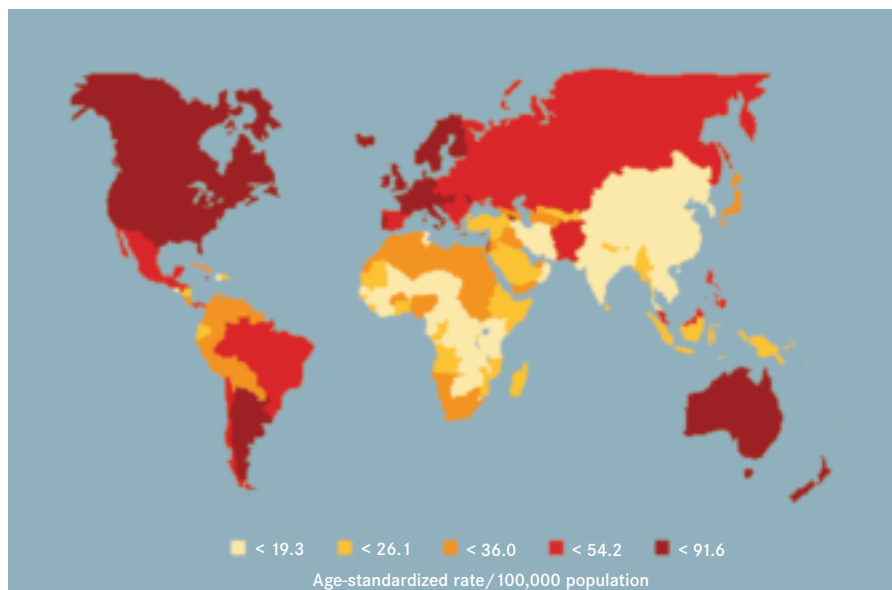 < 19.3 < 26.1 < 36.0 < 54.2 < 91.6
Age-standardized rate/100,000 population